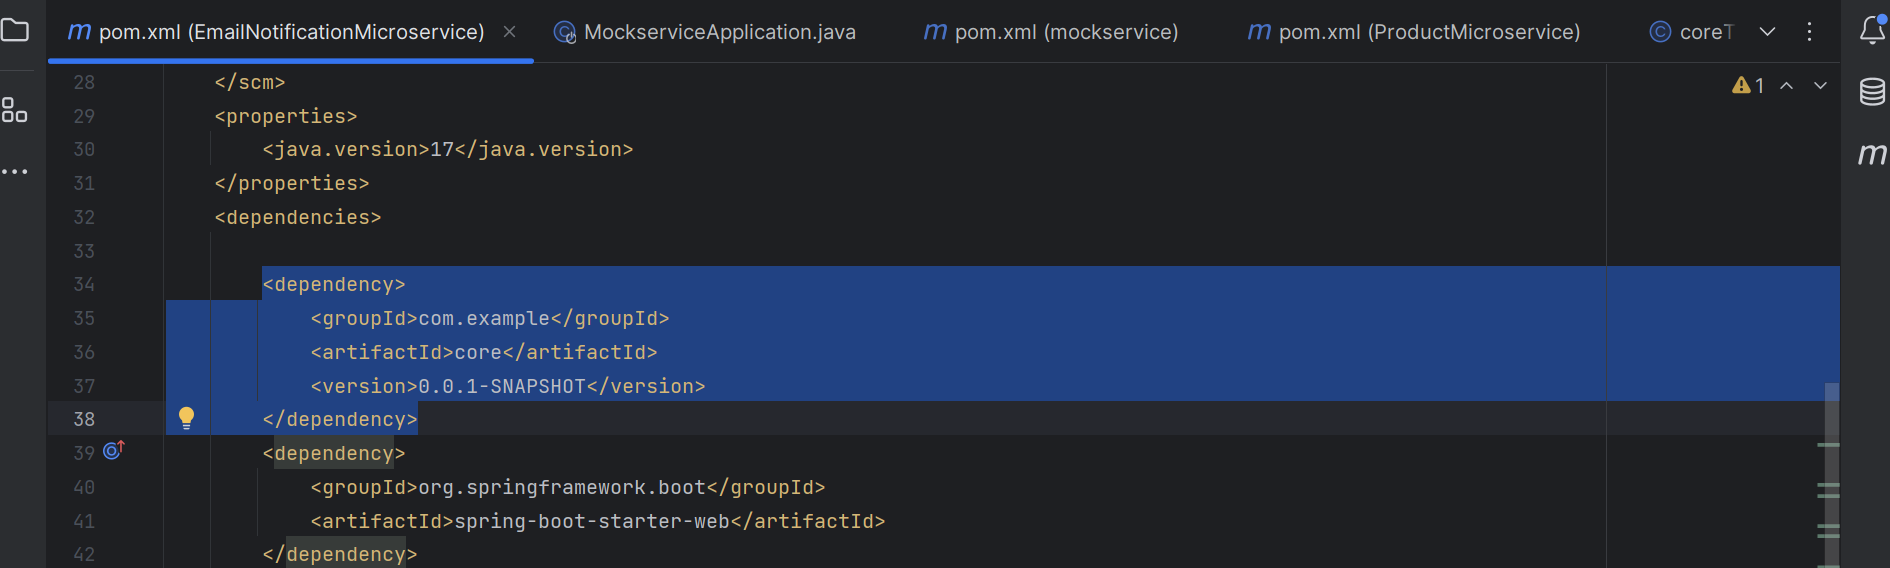 m pom.xml (EmailNotificationMicroservice) × C MockserviceApplication.java m pom.xml (mockservice) m pom.xml (ProductMicroservice) C coreT
28 </scm>
1
29 <properties>
30 <java.version>17</java.version>
31 </properties>
32 <dependencies>
33
34 <dependency>
35 <groupId>com.example</groupId>
36 <artifactId>core</artifactId>
37 <version>0.0.1-SNAPSHOT</version>
38 </dependency>
39 <dependency>
40 <groupId>org.springframework.boot</groupId>
41 <artifactId>spring-boot-starter-web</artifactId>
42 </dependency>
m